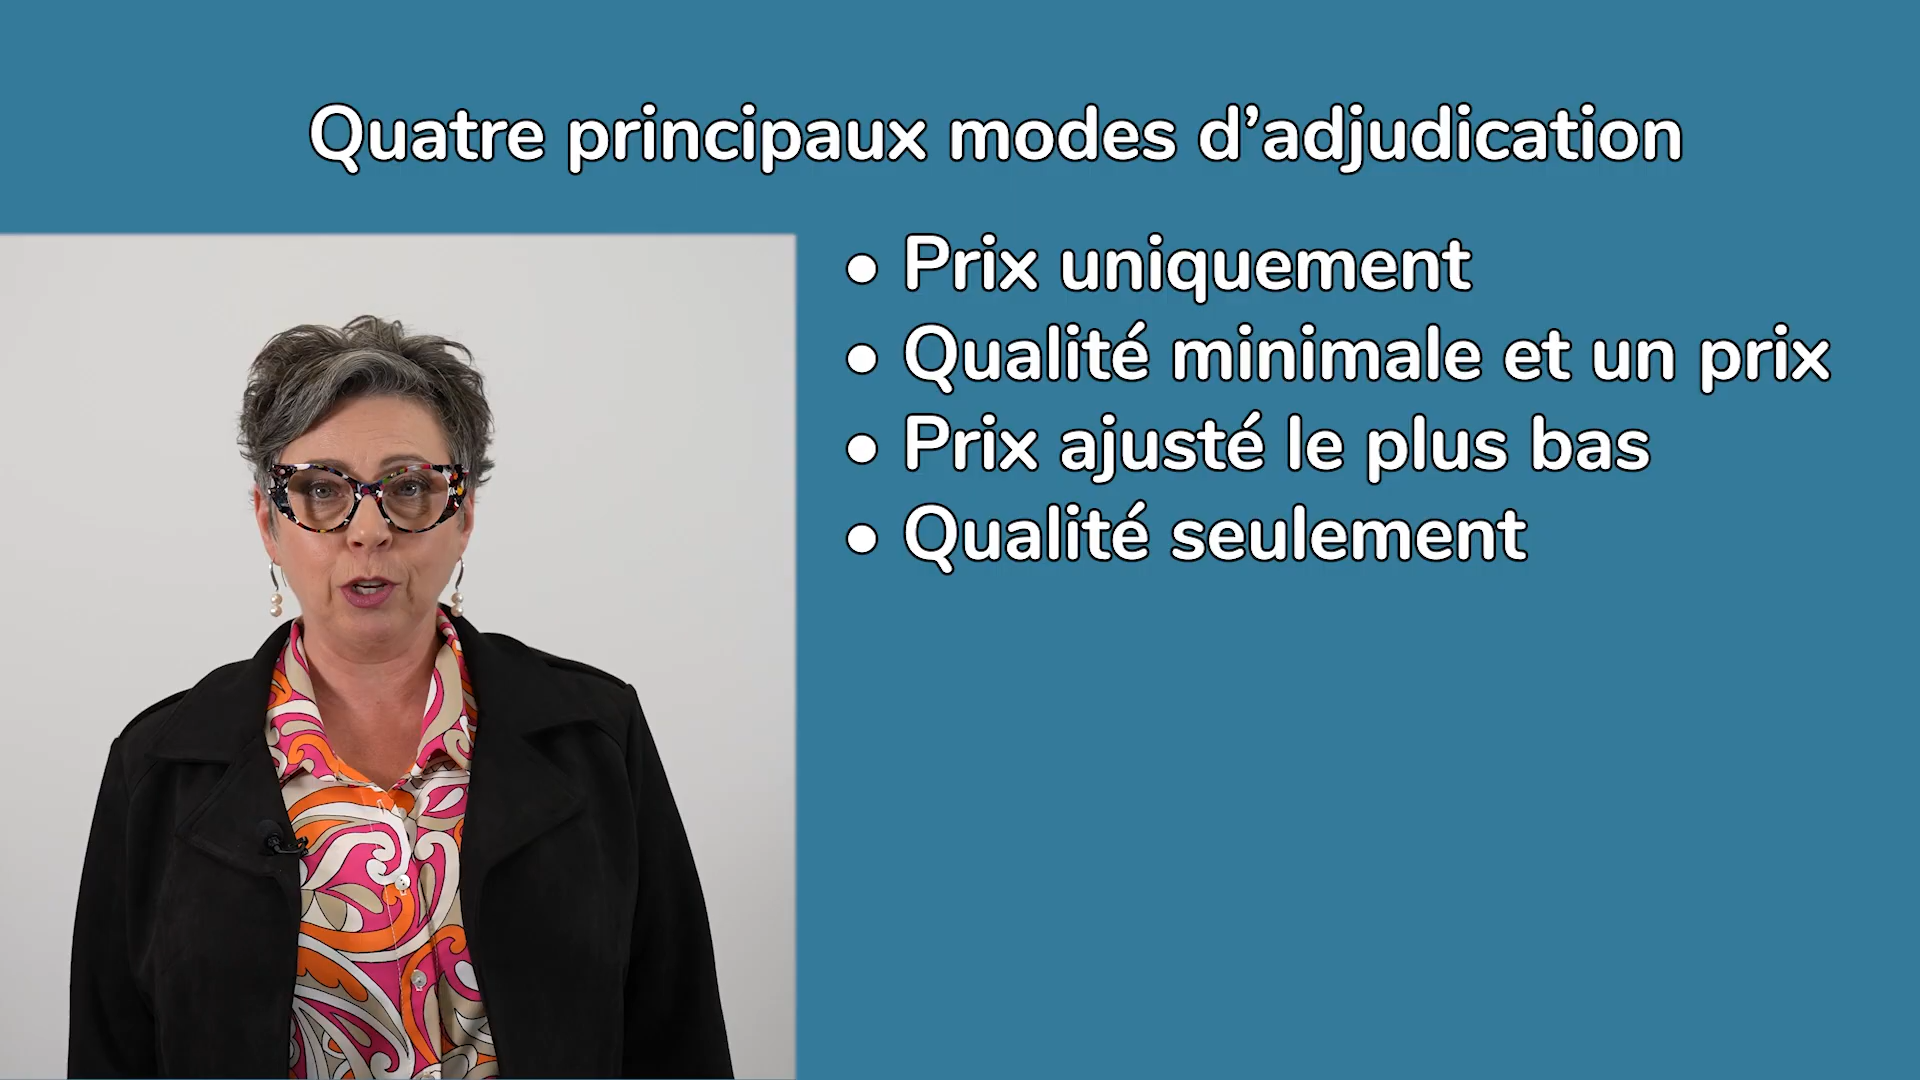 Quatre principaux modes d’adjudication
• Prix uniquement
• Qualité minimale et un prix
• Prix ajusté le plus bas
• Qualité seulement